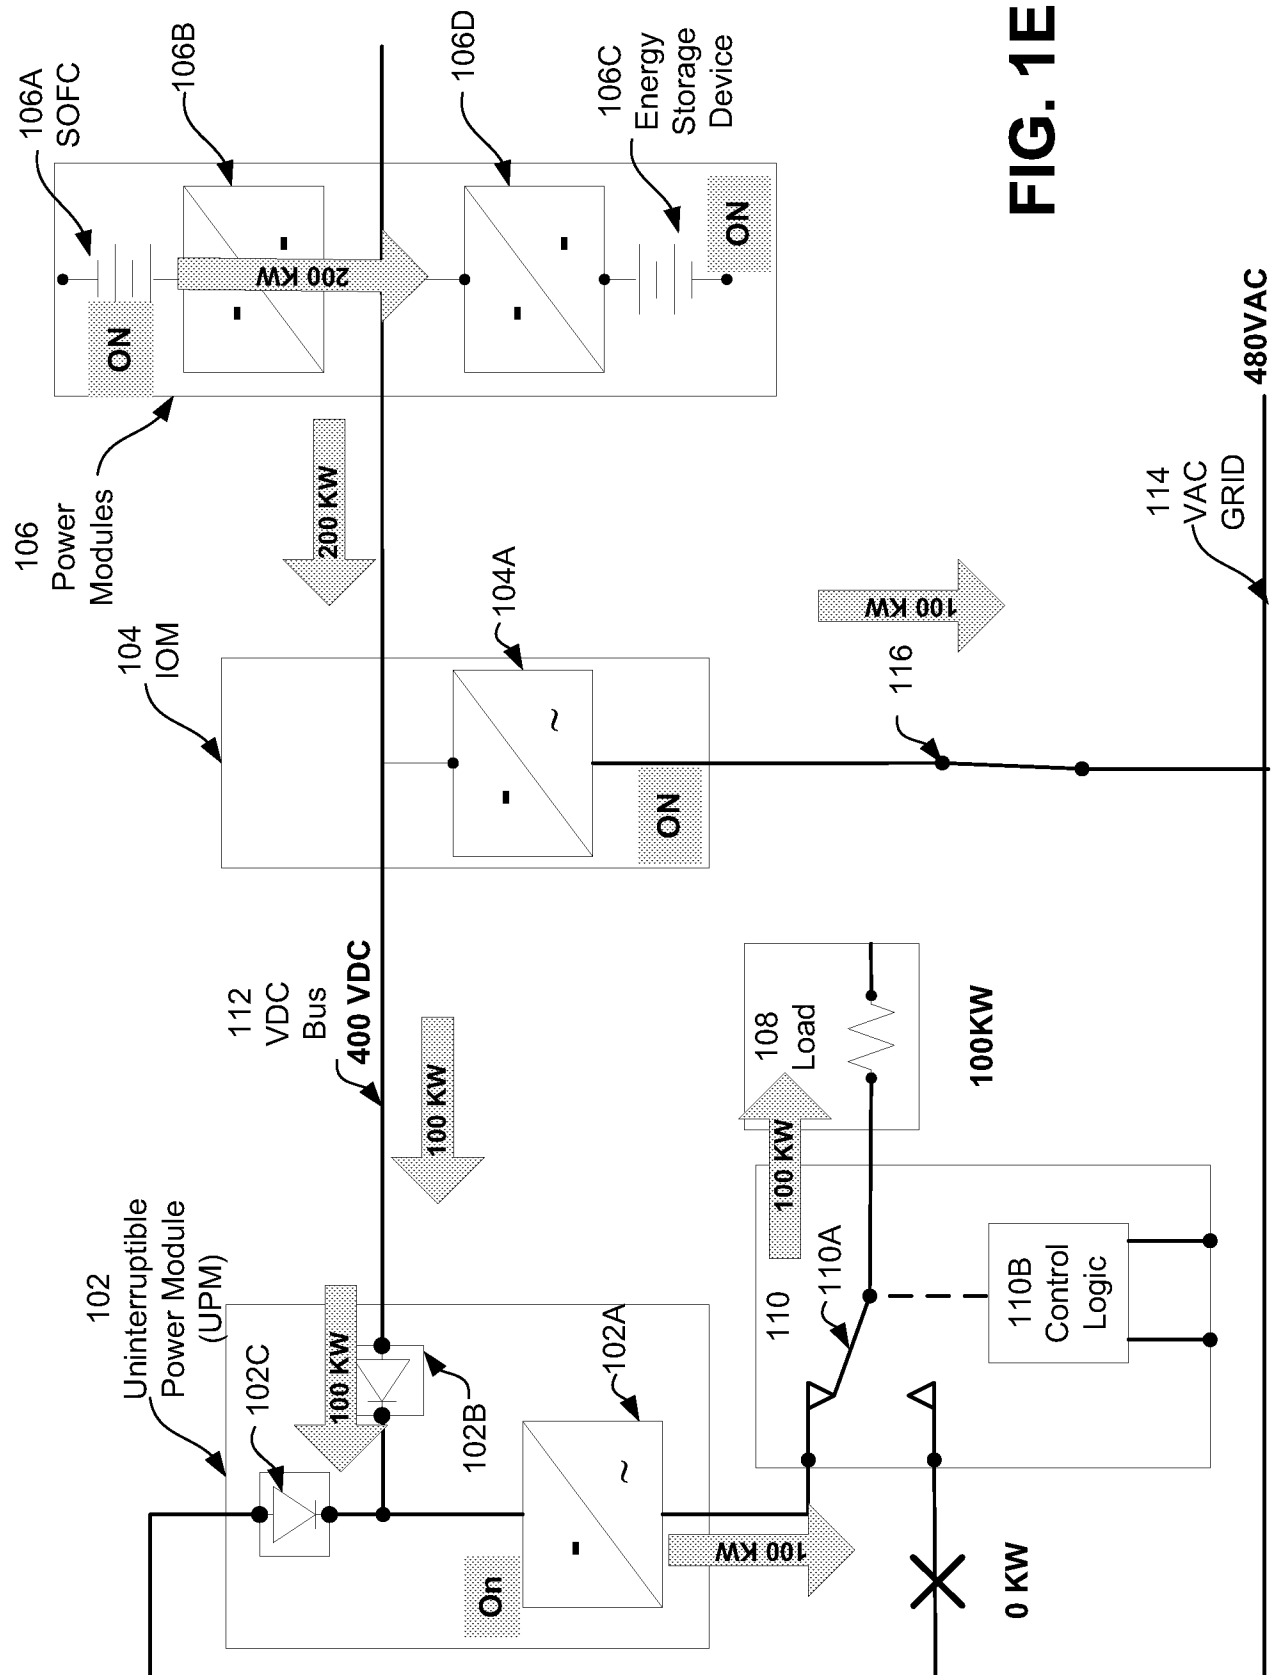 102
Uninterruptible
Power Module
(UPM)
102C
100 KW
102B
102A
On
100 KW
0 KW
112
VDC
Bus
400 VDC
100 KW
110
110A
110B
Control
Logic
100 KW
108
Load
100KW
104
IOM
104A
ON
116
100 KW
106
Power
Modules
200 KW
106A
SOFC
ON
106B
200 KW
106D
106C
Energy
Storage
Device
ON
114
VAC
GRID
480VAC
FIG. 1E